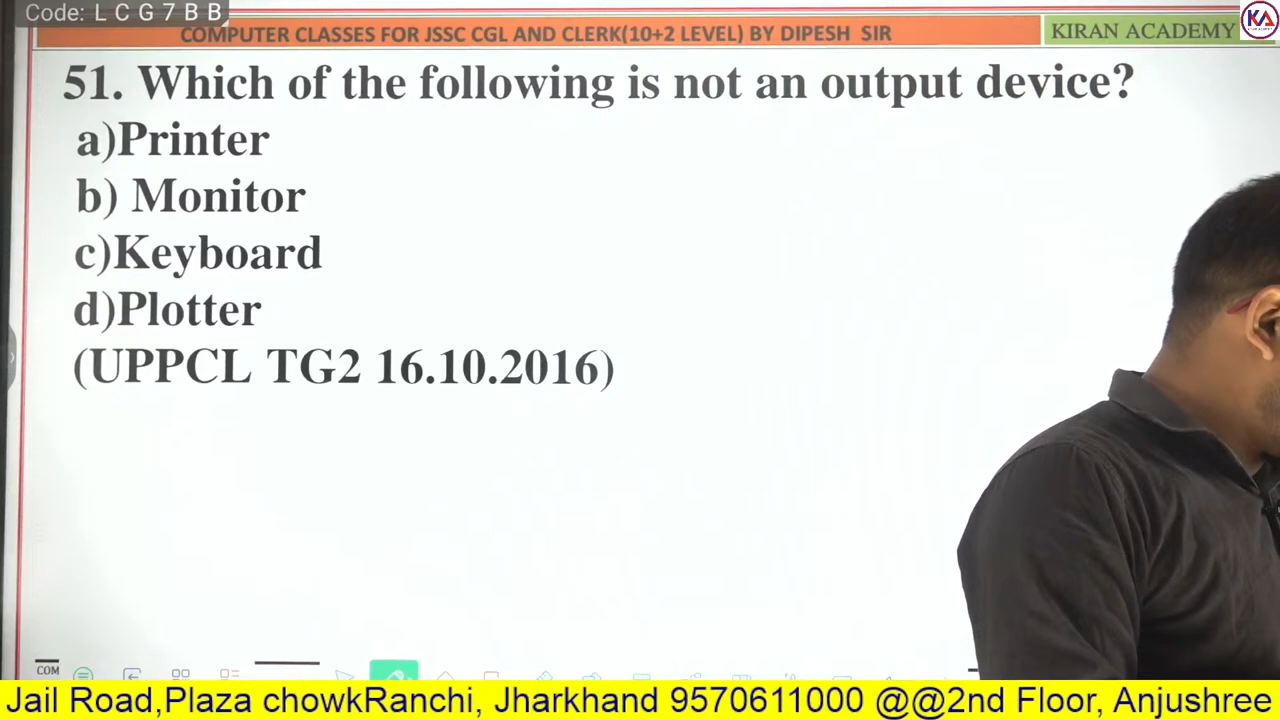 Code: L C G 7 B B
COMPUTER CLASSES FOR JSSC CGL AND CLERK(10+2 LEVEL) BY DIPESH SIR
KIRAN ACADEMY
KA
51. Which of the following is not an output device?
a)Printer
b) Monitor
c)Keyboard
d)Plotter
(UPPCL TG2 16.10.2016)
COM
Jail Road,Plaza chowkRanchi, Jharkhand 9570611000 @@2nd Floor, Anjushree